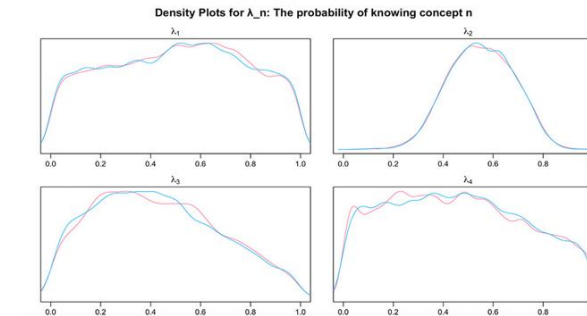 Density Plots for λ_n: The probability of knowing concept n
λ₁
λ₂
0.0 0.2 0.4 0.6 0.8 1.0
0.0 0.2 0.4 0.6 0.8
λ₃
λ₄
0.0 0.2 0.4 0.6 0.8 1.0
0.0 0.2 0.4 0.6 0.8